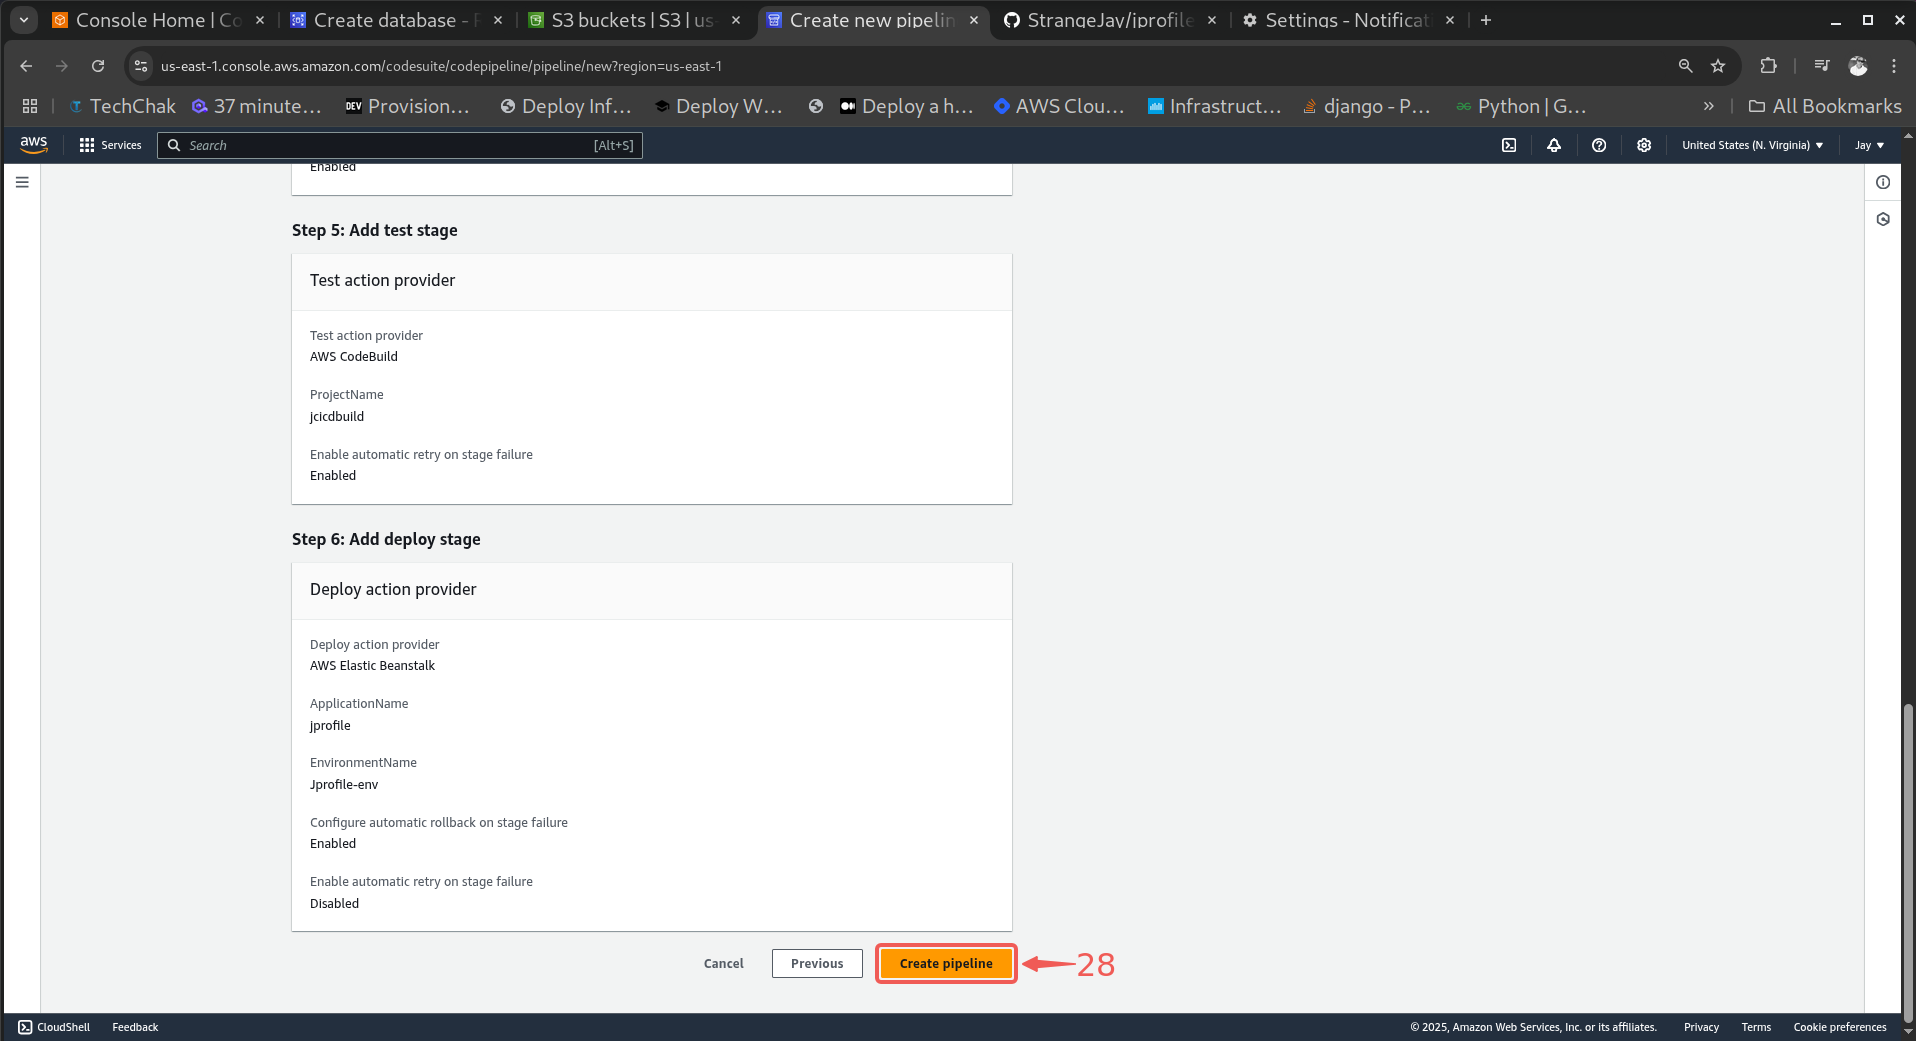 Console Home | Co
Create database - R
S3 buckets | S3 | us-
Create new pipelin
StrangeJay/jprofile
Settings - Notificat
us-east-1.console.aws.amazon.com/codesuite/codepipeline/pipeline/new?region=us-east-1
TechChak
37 minute...
DEV Provision...
Deploy Inf...
Deploy W...
Deploy a h...
AWS Clou...
Infrastruct...
django - P...
Python | G...
» All Bookmarks
aws Services Search [Alt+S] United States (N. Virginia) Jay
Enabled
Step 5: Add test stage
Test action provider
Test action provider
AWS CodeBuild
ProjectName
jcicdbuild
Enable automatic retry on stage failure
Enabled
Step 6: Add deploy stage
Deploy action provider
Deploy action provider
AWS Elastic Beanstalk
ApplicationName
jprofile
EnvironmentName
Jprofile-env
Configure automatic rollback on stage failure
Enabled
Enable automatic retry on stage failure
Disabled
Cancel Previous Create pipeline 28
CloudShell Feedback © 2025, Amazon Web Services, Inc. or its affiliates. Privacy Terms Cookie preferences